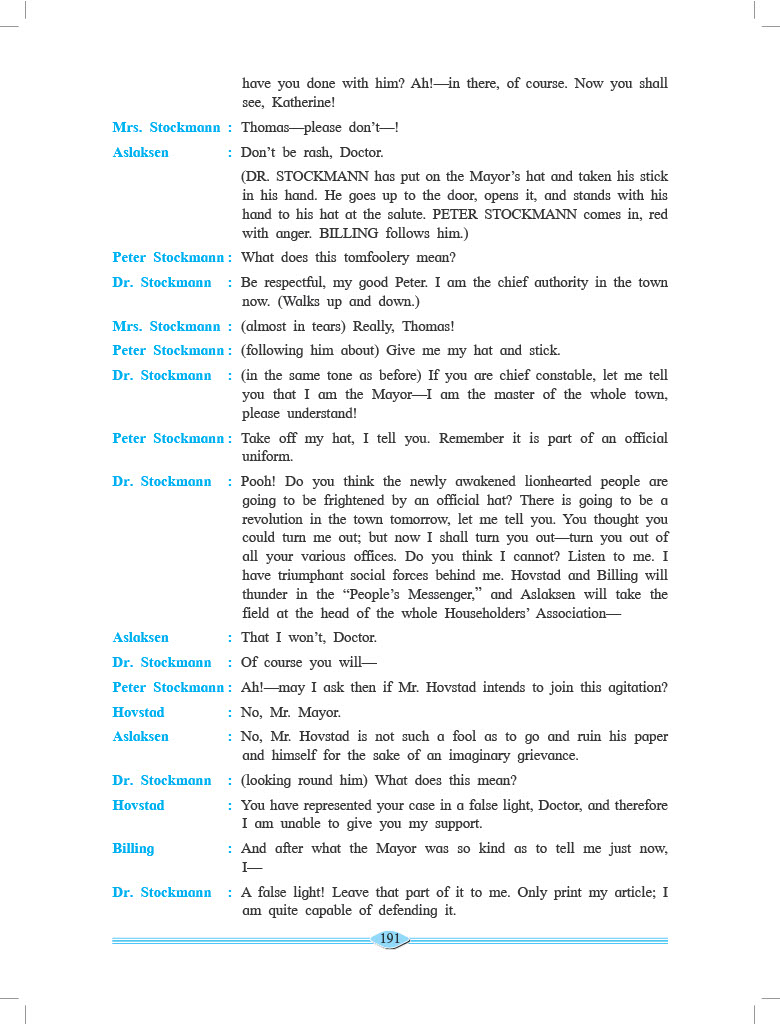 have you done with him? Ah!—in there, of course. Now you shall
see, Katherine!
Mrs. Stockmann : Thomas—please don't—!
Aslaksen : Don't be rash, Doctor.
(DR. STOCKMANN has put on the Mayor's hat and taken his stick
in his hand. He goes up to the door, opens it, and stands with his
hand to his hat at the salute. PETER STOCKMANN comes in, red
with anger. BILLING follows him.)
Peter Stockmann : What does this tomfoolery mean?
Dr. Stockmann : Be respectful, my good Peter. I am the chief authority in the town
now. (Walks up and down.)
Mrs. Stockmann : (almost in tears) Really, Thomas!
Peter Stockmann : (following him about) Give me my hat and stick.
Dr. Stockmann : (in the same tone as before) If you are chief constable, let me tell
you that I am the Mayor—I am the master of the whole town,
please understand!
Peter Stockmann : Take off my hat, I tell you. Remember it is part of an official
uniform.
Dr. Stockmann : Pooh! Do you think the newly awakened lionhearted people are
going to be frightened by an official hat? There is going to be a
revolution in the town tomorrow, let me tell you. You thought you
could turn me out; but now I shall turn you out—turn you out of
all your various offices. Do you think I cannot? Listen to me. I
have triumphant social forces behind me. Hovstad and Billing will
thunder in the “People's Messenger,” and Aslaksen will take the
field at the head of the whole Householders' Association—
Aslaksen : That I won't, Doctor.
Dr. Stockmann : Of course you will—
Peter Stockmann : Ah!—may I ask then if Mr. Hovstad intends to join this agitation?
Hovstad : No, Mr. Mayor.
Aslaksen : No, Mr. Hovstad is not such a fool as to go and ruin his paper
and himself for the sake of an imaginary grievance.
Dr. Stockmann : (looking round him) What does this mean?
Hovstad : You have represented your case in a false light, Doctor, and therefore
I am unable to give you my support.
Billing : And after what the Mayor was so kind as to tell me just now,
I—
Dr. Stockmann : A false light! Leave that part of it to me. Only print my article; I
am quite capable of defending it.
191